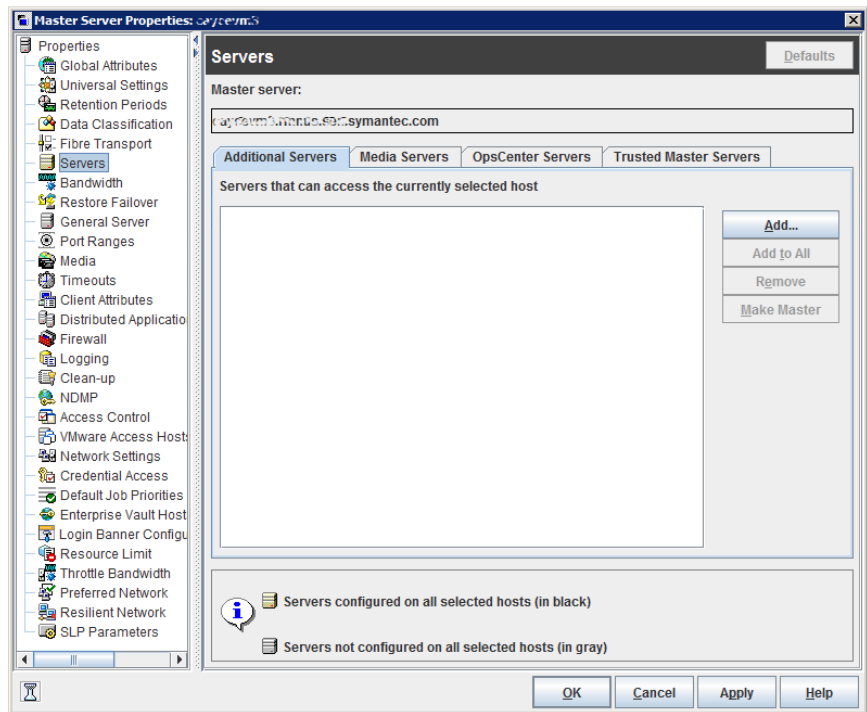 Master Server Properties:
Properties
Global Attributes
Universal Settings
Retention Periods
Data Classification
Fibre Transport
Servers
Bandwidth
Restore Failover
General Server
Port Ranges
Media
Timeouts
Client Attributes
Distributed Applicatio
Firewall
Logging
Clean-up
NDMP
Access Control
VMware Access Hosts
Network Settings
Credential Access
Default Job Priorities
Enterprise Vault Host
Login Banner Configu
Resource Limit
Throttle Bandwidth
Preferred Network
Resilient Network
SLP Parameters
Servers
Defaults
Master server:
symantec.com
Additional Servers Media Servers OpsCenter Servers Trusted Master Servers
Servers that can access the currently selected host
Add...
Add to All
Remove
Make Master
Servers configured on all selected hosts (in black)
Servers not configured on all selected hosts (in gray)
OK Cancel Apply Help